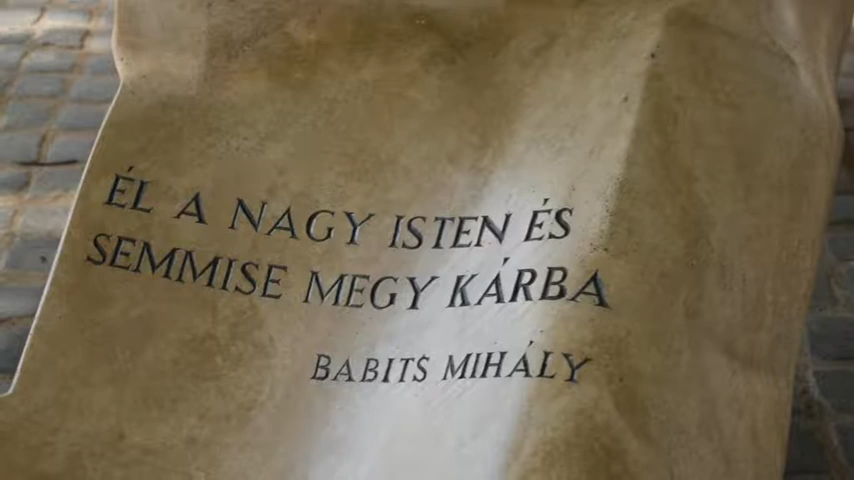 ÉL A NAGY ISTEN ÉS
SEMMISE MEGY KÁRBA
BABITS MIHÁLY